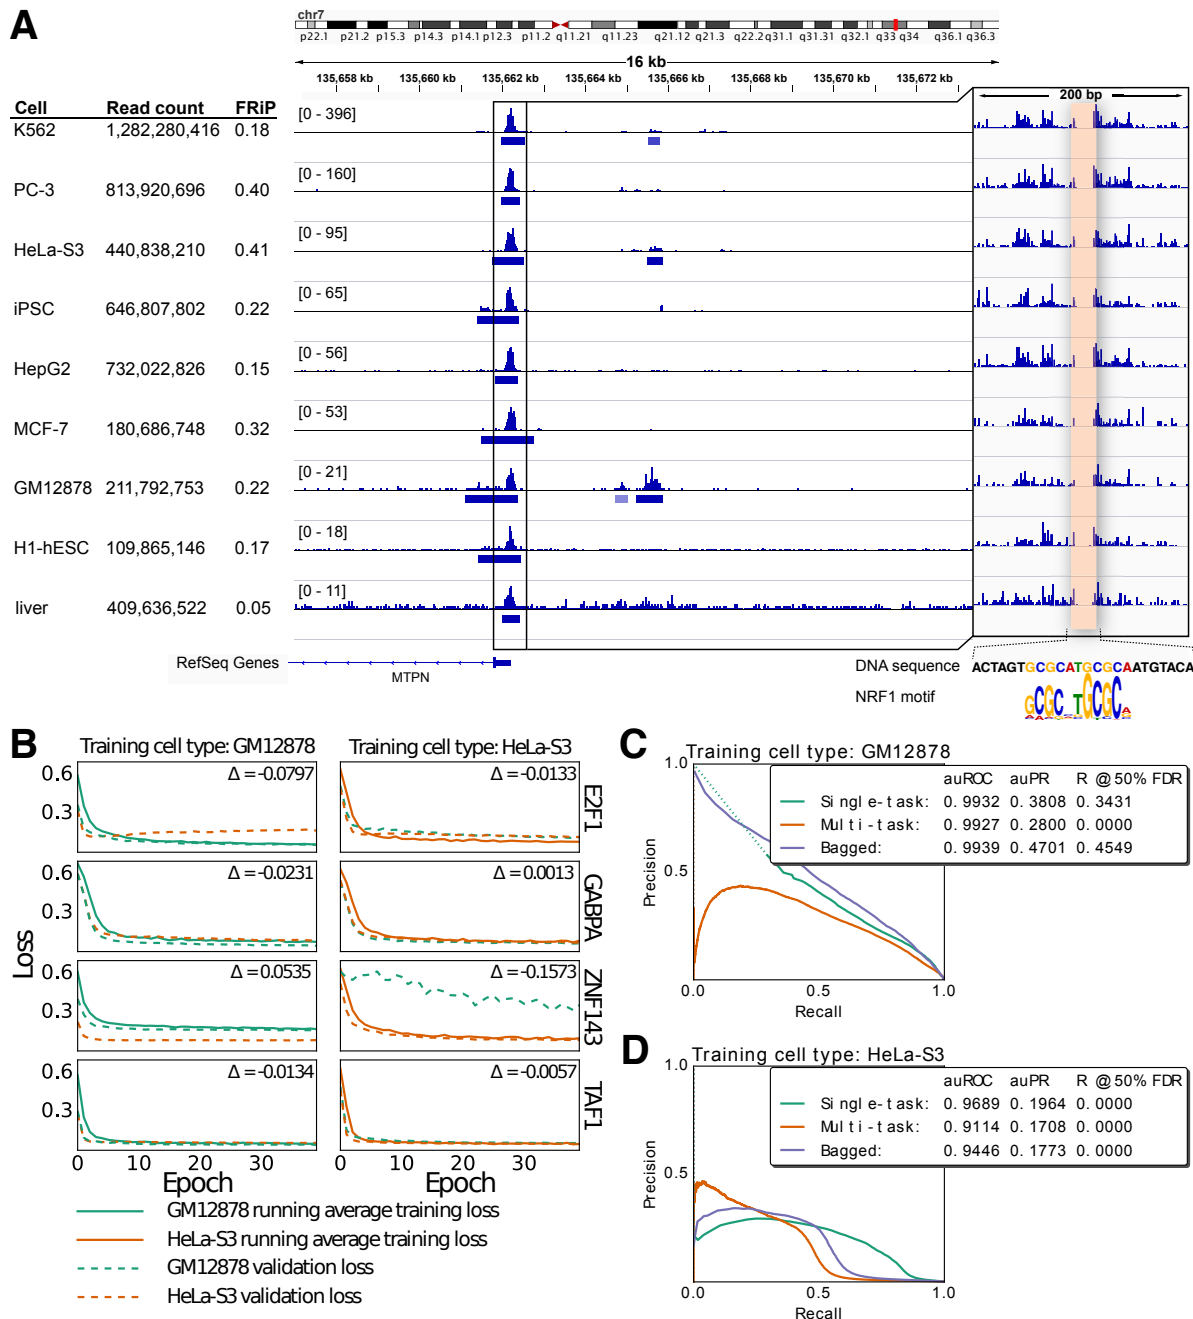 A
chr7
p22.1 p21.2 p15.3 p14.3 p14.1 p12.3 p11.2 q11.21 q11.23 q21.12 q21.3 q22.2 q31.1 q31.31 q32.1 q33 q34 q36.1 q36.3
16 kb
135,658 kb 135,660 kb 135,662 kb 135,664 kb 135,666 kb 135,668 kb 135,670 kb 135,672 kb
200 bp
Cell Read count FRiP
K562 1,282,280,416 0.18 [0 - 396]
PC-3 813,920,696 0.40 [0 - 160]
HeLa-S3 440,838,210 0.41 [0 - 95]
iPSC 646,807,802 0.22 [0 - 65]
HepG2 732,022,826 0.15 [0 - 56]
MCF-7 180,686,748 0.32 [0 - 53]
GM12878 211,792,753 0.22 [0 - 21]
H1-hESC 109,865,146 0.17 [0 - 18]
liver 409,636,522 0.05 [0 - 11]
RefSeq Genes
MTPN
DNA sequence ACTAGTGCGCATGCGCAATGTACA
NRF1 motif GCGC TGCGC
B
Training cell type: GM12878 Training cell type: HeLa-S3
0.6 0.3 Δ = -0.0797 Δ = -0.0133 E2F1
0.6 0.3 Δ = -0.0231 Δ = 0.0013 GABPA
0.6 0.3 Δ = 0.0535 Δ = -0.1573 ZNF143
0.6 0.3 Δ = -0.0134 Δ = -0.0057 TAF1
Loss
0 10 20 30 0 10 20 30
Epoch Epoch
GM12878 running average training loss
HeLa-S3 running average training loss
GM12878 validation loss
HeLa-S3 validation loss
C
Training cell type: GM12878
auROC auPR R @ 50% FDR
Single-task: 0.9932 0.3808 0.3431
Multi-task: 0.9927 0.2800 0.0000
Bagged: 0.9939 0.4701 0.4549
1.0
0.5
Precision
0.0 0.5 1.0
Recall
D
Training cell type: HeLa-S3
auROC auPR R @ 50% FDR
Single-task: 0.9689 0.1964 0.0000
Multi-task: 0.9114 0.1708 0.0000
Bagged: 0.9446 0.1773 0.0000
1.0
0.5
Precision
0.0 0.5 1.0
Recall